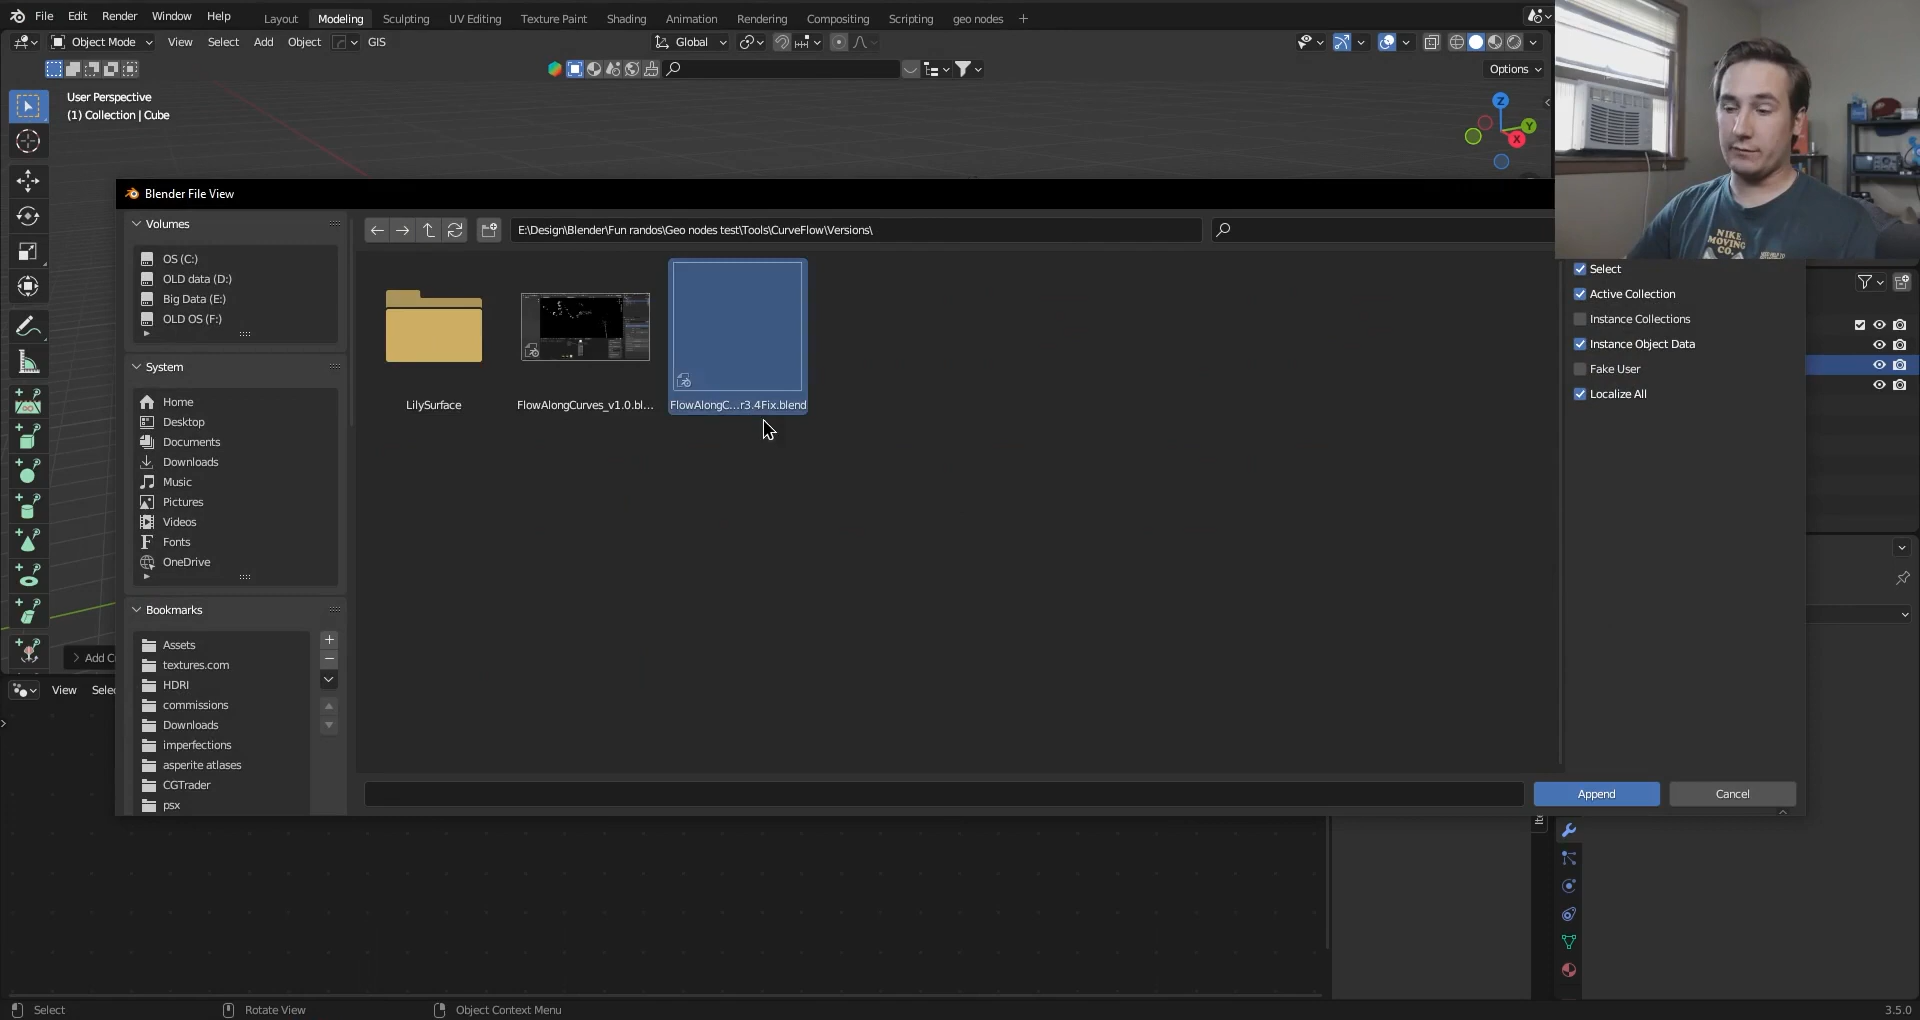 File Edit Render Window Help Layout Modeling Sculpting UV Editing Texture Paint Shading Animation Rendering Compositing Scripting geo nodes +
Object Mode View Select Add Object GIS Global
Options
User Perspective
(1) Collection | Cube
Z
Y
X
Blender File View
Volumes
E:\Design\Blender\Fun randos\Geo nodes test\Tools\CurveFlow\Versions\
OS (C:)
OLD data (D:)
Big Data (E:)
OLD OS (F:)
LilySurface FlowAlongCurves_v1.0.bl... FlowAlongC...r3.4Fix.blend
Select
Active Collection
Instance Collections
Instance Object Data
Fake User
Localize All
System
Home
Desktop
Documents
Downloads
Music
Pictures
Videos
Fonts
OneDrive
Bookmarks
Assets
textures.com
HDRI
commissions
Downloads
imperfections
asperite atlases
CGTrader
psx
Add C
View Selec
Append Cancel
NIKE
MOVING
CO.
Select Rotate View Object Context Menu 3.5.0